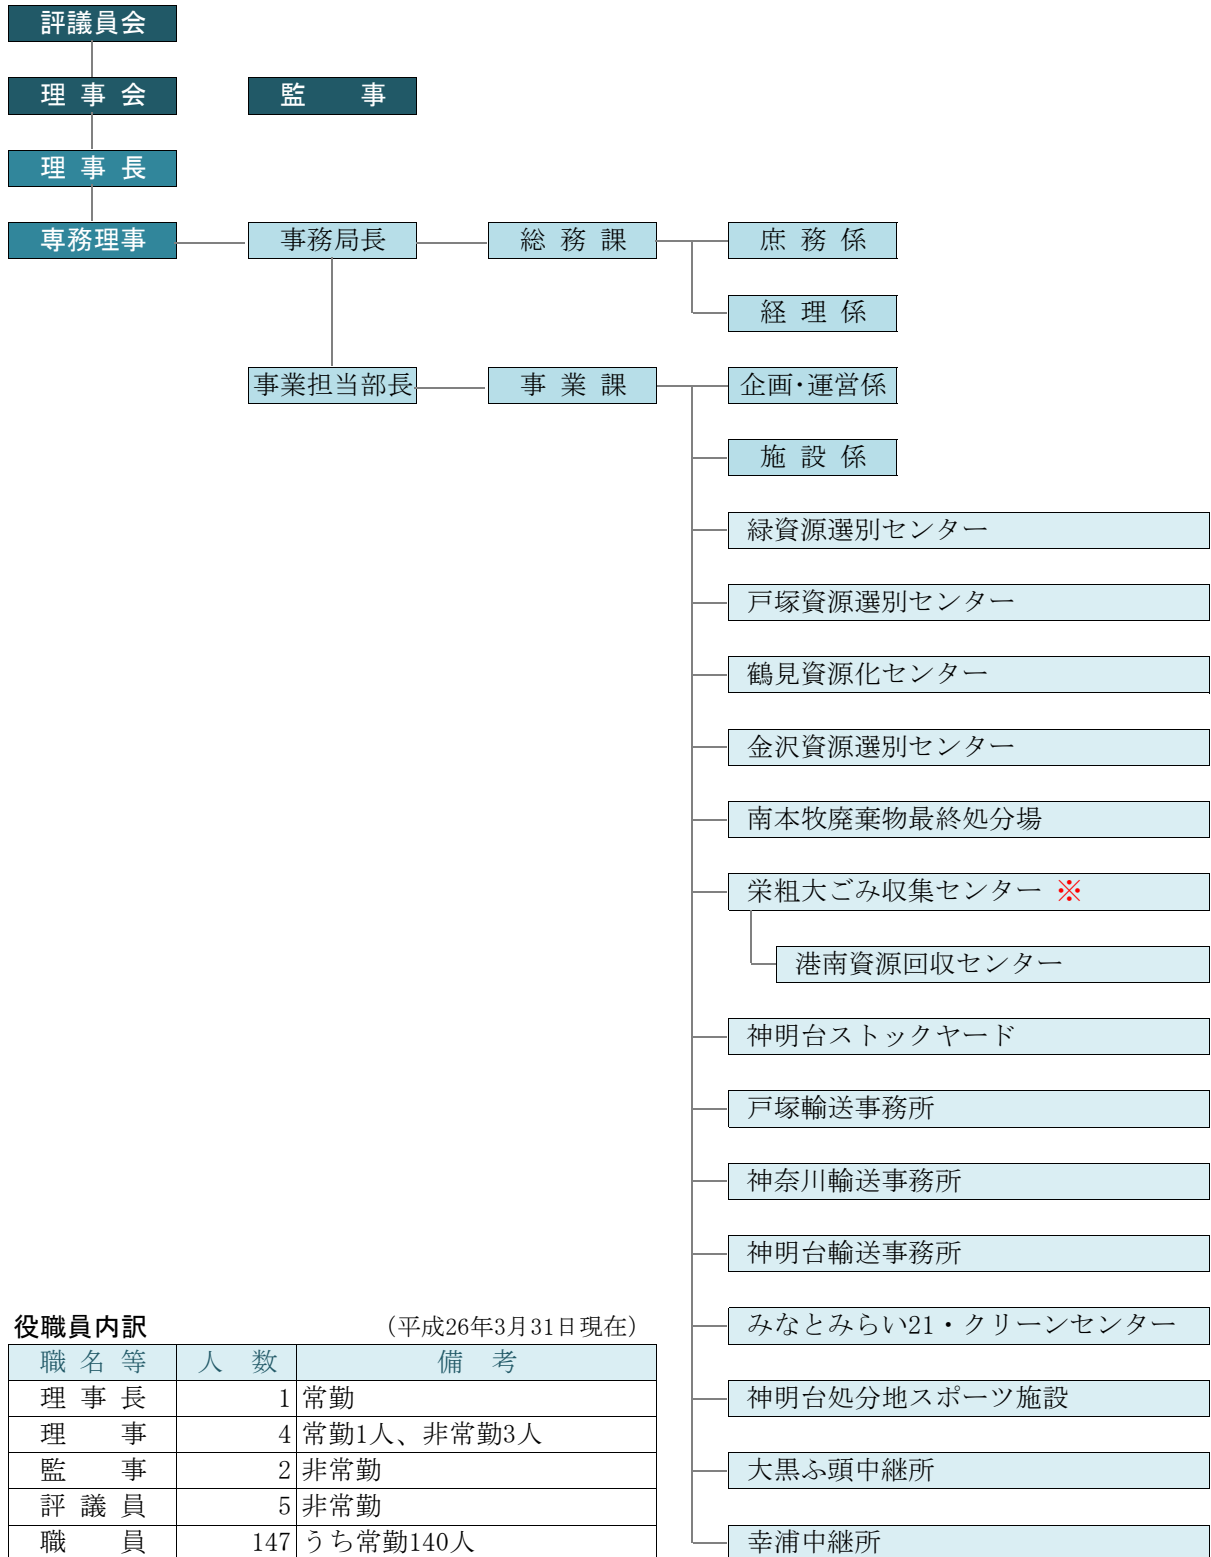 評議員会
理事会 監事
理事長
専務理事 事務局長 総務課 庶務係
経理係
事業担当部長 事業課 企画・運営係
施設係
緑資源選別センター
戸塚資源選別センター
鶴見資源化センター
金沢資源選別センター
南本牧廃棄物最終処分場
栄粗大ごみ収集センター ※
港南資源回収センター
神明台ストックヤード
戸塚輸送事務所
神奈川輸送事務所
神明台輸送事務所
みなとみらい21・クリーンセンター
神明台処分地スポーツ施設
大黒ふ頭中継所
幸浦中継所
役職員内訳 （平成26年3月31日現在）
職名等 人数 備考
理事長 1 常勤
理事 4 常勤1人、非常勤3人
監事 2 非常勤
評議員 5 非常勤
職員 147 うち常勤140人